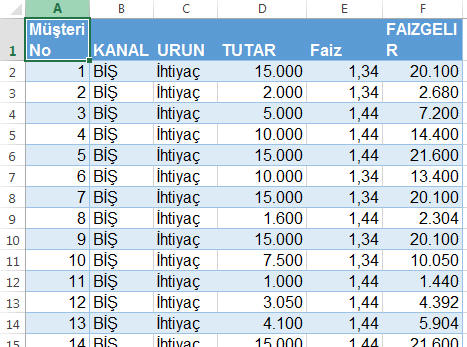 A B C D E F
1 Müşteri No KANAL URUN TUTAR Faiz FAIZGELIR
2 1 BİŞ İhtiyaç 15.000 1,34 20.100
3 2 BİŞ İhtiyaç 2.000 1,34 2.680
4 3 BİŞ İhtiyaç 5.000 1,44 7.200
5 4 BİŞ İhtiyaç 10.000 1,44 14.400
6 5 BİŞ İhtiyaç 15.000 1,44 21.600
7 6 BİŞ İhtiyaç 10.000 1,34 13.400
8 7 BİŞ İhtiyaç 15.000 1,34 20.100
9 8 BİŞ İhtiyaç 1.600 1,44 2.304
10 9 BİŞ İhtiyaç 15.000 1,34 20.100
11 10 BİŞ İhtiyaç 7.500 1,34 10.050
12 11 BİŞ İhtiyaç 1.000 1,44 1.440
13 12 BİŞ İhtiyaç 3.050 1,44 4.392
14 13 BİŞ İhtiyaç 4.100 1,44 5.904
15 14 BİŞ İhtiyaç 15.000 1,44 21.600